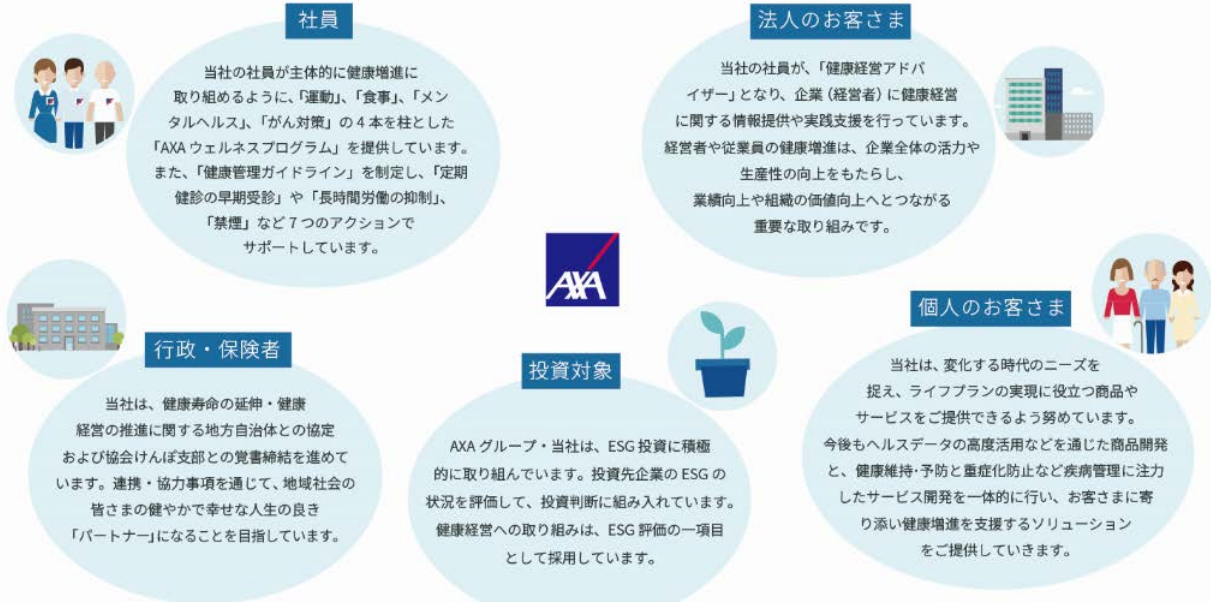 社員
当社の社員が主体的に健康増進に
取り組めるように、「運動」、「食事」、「メン
タルヘルス」、「がん対策」の4本を柱とした
「AXA ウェルネスプログラム」を提供しています。
また、「健康管理ガイドライン」を制定し、「定期
健診の早期受診」や「長時間労働の抑制」、
「禁煙」など7つのアクションで
サポートしています。
法人のお客さま
当社の社員が、「健康経営アドバ
イザー」となり、企業（経営者）に健康経営
に関する情報提供や実践支援を行っています。
経営者や従業員の健康増進は、企業全体の活力や
生産性の向上をもたらし、
業績向上や組織の価値向上へとつながる
重要な取り組みです。
AXA
行政・保険者
当社は、健康寿命の延伸・健康
経営の推進に関する地方自治体との協定
および協会けんぽ支部との覚書締結を進めて
います。連携・協力事項を通じて、地域社会の
皆さまの健やかで幸せな人生の良き
「パートナー」になることを目指しています。
投資対象
AXA グループ・当社は、ESG 投資に積極
的に取り組んでいます。投資先企業の ESG の
状況を評価して、投資判断に組み入れています。
健康経営への取り組みは、ESG 評価の一項目
として採用しています。
個人のお客さま
当社は、変化する時代のニーズを
捉え、ライフプランの実現に役立つ商品や
サービスをご提供できるよう努めています。
今後もヘルスデータの高度活用などを通じた商品開発
と、健康維持・予防と重症化防止など疾病管理に注力
したサービス開発を一体的に行い、お客さまに寄
り添い健康増進を支援するソリューション
をご提供していきます。